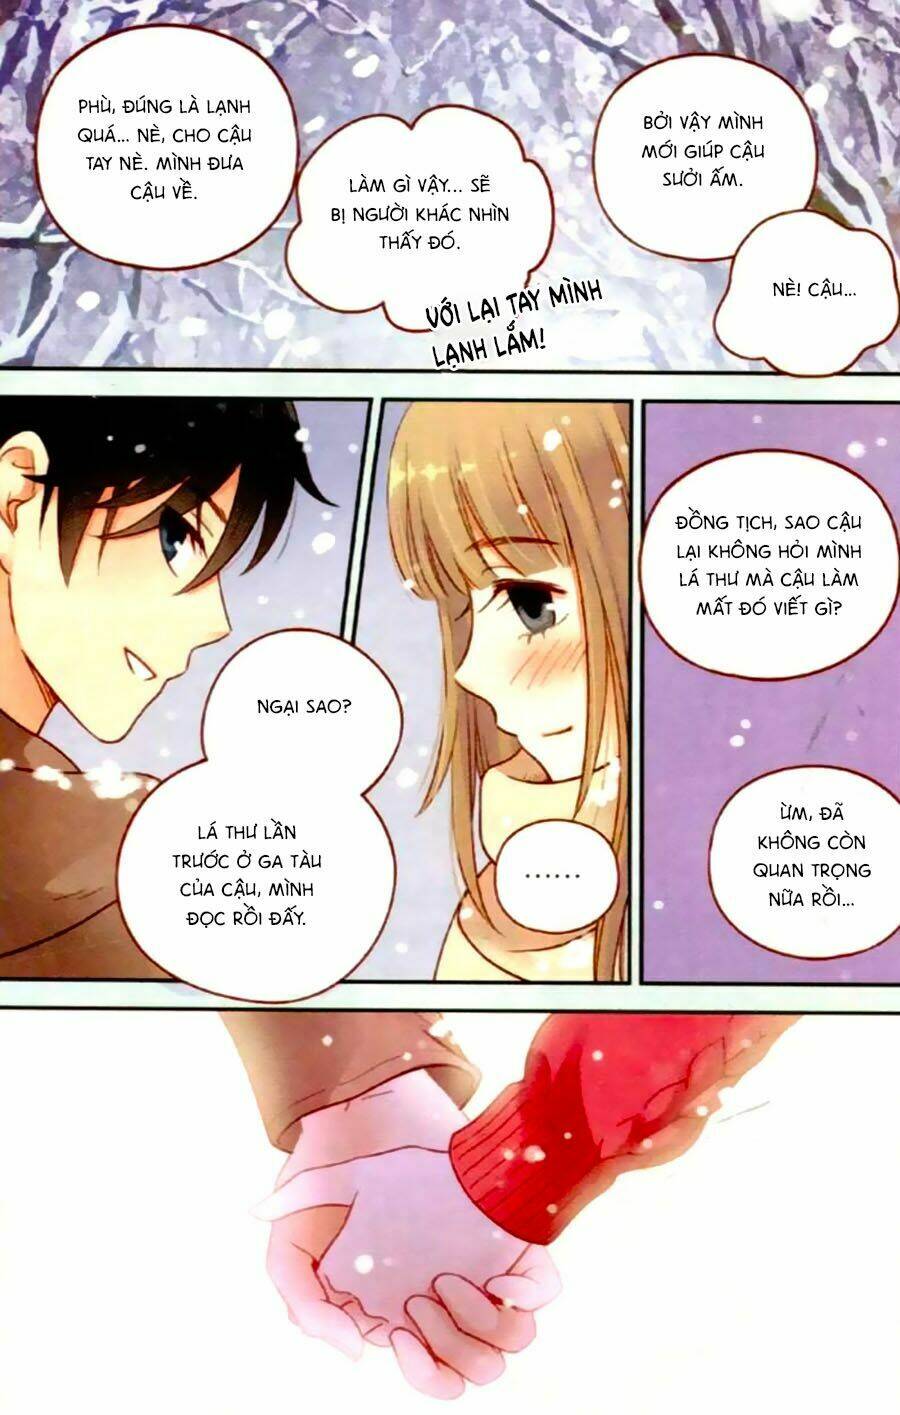 PHÙ, ĐÚNG LÀ LẠNH
QUÁ... NÈ, CHO CẬU
TAY NÈ. MÌNH ĐƯA
CẬU VỀ.
LÀM GÌ VẬY... SẼ
BỊ NGƯỜI KHÁC NHÌN
THẤY ĐÓ.
VỚI LẠI TAY MÌNH
LẠNH LẮM!
BỞI VẬY MÌNH
MỚI GIÚP CẬU
SƯỞI ẤM.
NÈ! CẬU...
NGẠI SAO?
LÁ THƯ LẦN
TRƯỚC Ở GA TÀU
CỦA CẬU, MÌNH
ĐỌC RỒI ĐẤY.
......
ĐỒNG TỊCH, SAO CẬU
LẠI KHÔNG HỎI MÌNH
LÁ THƯ MÀ CẬU LÀM
MẤT ĐÓ VIẾT GÌ?
ỪM, ĐÃ
KHÔNG CÒN
QUAN TRỌNG
NỮA RỒI...